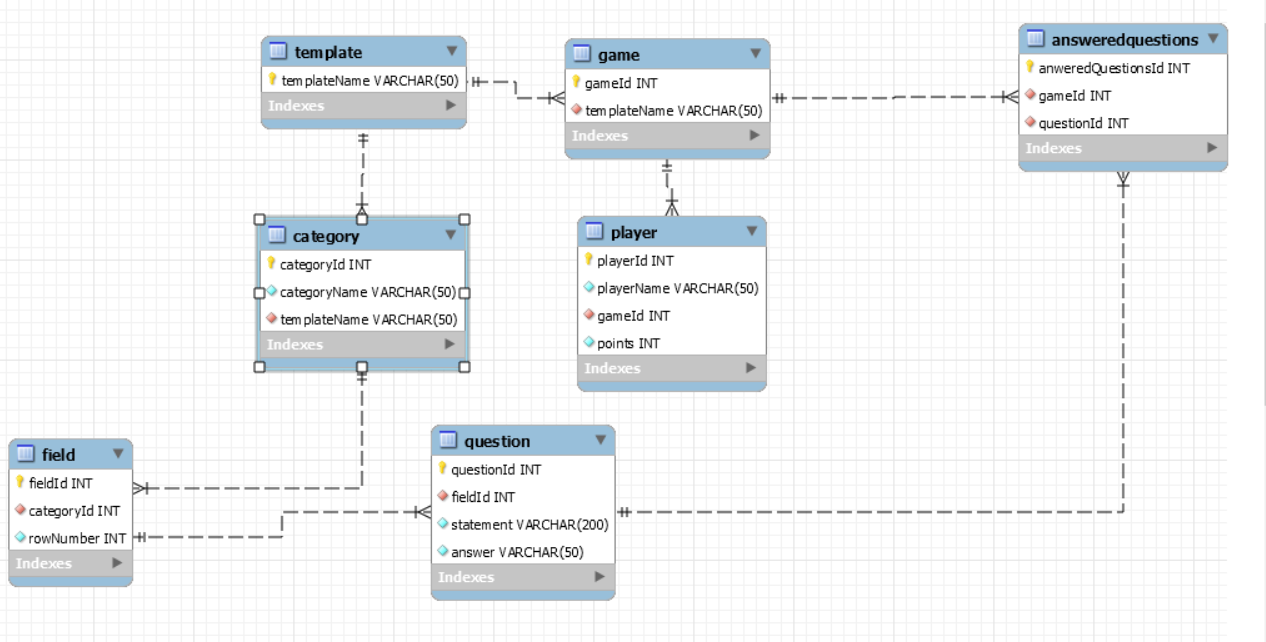 template
templateName VARCHAR(50)
Indexes
game
gameId INT
templateName VARCHAR(50)
Indexes
answeredquestions
anweredQuestionsId INT
gameId INT
questionId INT
Indexes
category
categoryId INT
categoryName VARCHAR(50)
templateName VARCHAR(50)
Indexes
player
playerId INT
playerName VARCHAR(50)
gameId INT
points INT
Indexes
field
fieldId INT
categoryId INT
rowNumber INT
Indexes
question
questionId INT
fieldId INT
statement VARCHAR(200)
answer VARCHAR(50)
Indexes